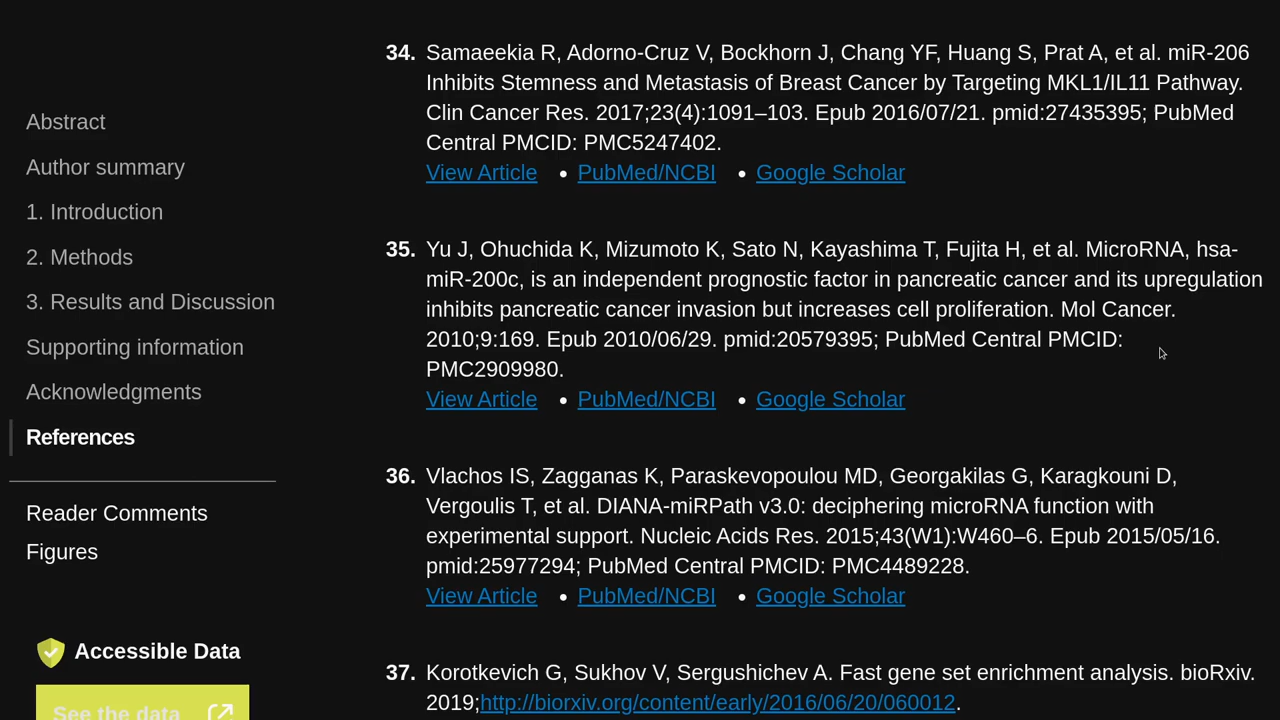 Abstract
Author summary
1. Introduction
2. Methods
3. Results and Discussion
Supporting information
Acknowledgments
References
Reader Comments
Figures
Accessible Data
See the data
34. Samaeekia R, Adorno-Cruz V, Bockhorn J, Chang YF, Huang S, Prat A, et al. miR-206
Inhibits Stemness and Metastasis of Breast Cancer by Targeting MKL1/IL11 Pathway.
Clin Cancer Res. 2017;23(4):1091–103. Epub 2016/07/21. pmid:27435395; PubMed
Central PMCID: PMC5247402.
View Article • PubMed/NCBI • Google Scholar
35. Yu J, Ohuchida K, Mizumoto K, Sato N, Kayashima T, Fujita H, et al. MicroRNA, hsa-
miR-200c, is an independent prognostic factor in pancreatic cancer and its upregulation
inhibits pancreatic cancer invasion but increases cell proliferation. Mol Cancer.
2010;9:169. Epub 2010/06/29. pmid:20579395; PubMed Central PMCID:
PMC2909980.
View Article • PubMed/NCBI • Google Scholar
36. Vlachos IS, Zagganas K, Paraskevopoulou MD, Georgakilas G, Karagkouni D,
Vergoulis T, et al. DIANA-miRPath v3.0: deciphering microRNA function with
experimental support. Nucleic Acids Res. 2015;43(W1):W460–6. Epub 2015/05/16.
pmid:25977294; PubMed Central PMCID: PMC4489228.
View Article • PubMed/NCBI • Google Scholar
37. Korotkevich G, Sukhov V, Sergushichev A. Fast gene set enrichment analysis. bioRxiv.
2019;http://biorxiv.org/content/early/2016/06/20/060012.